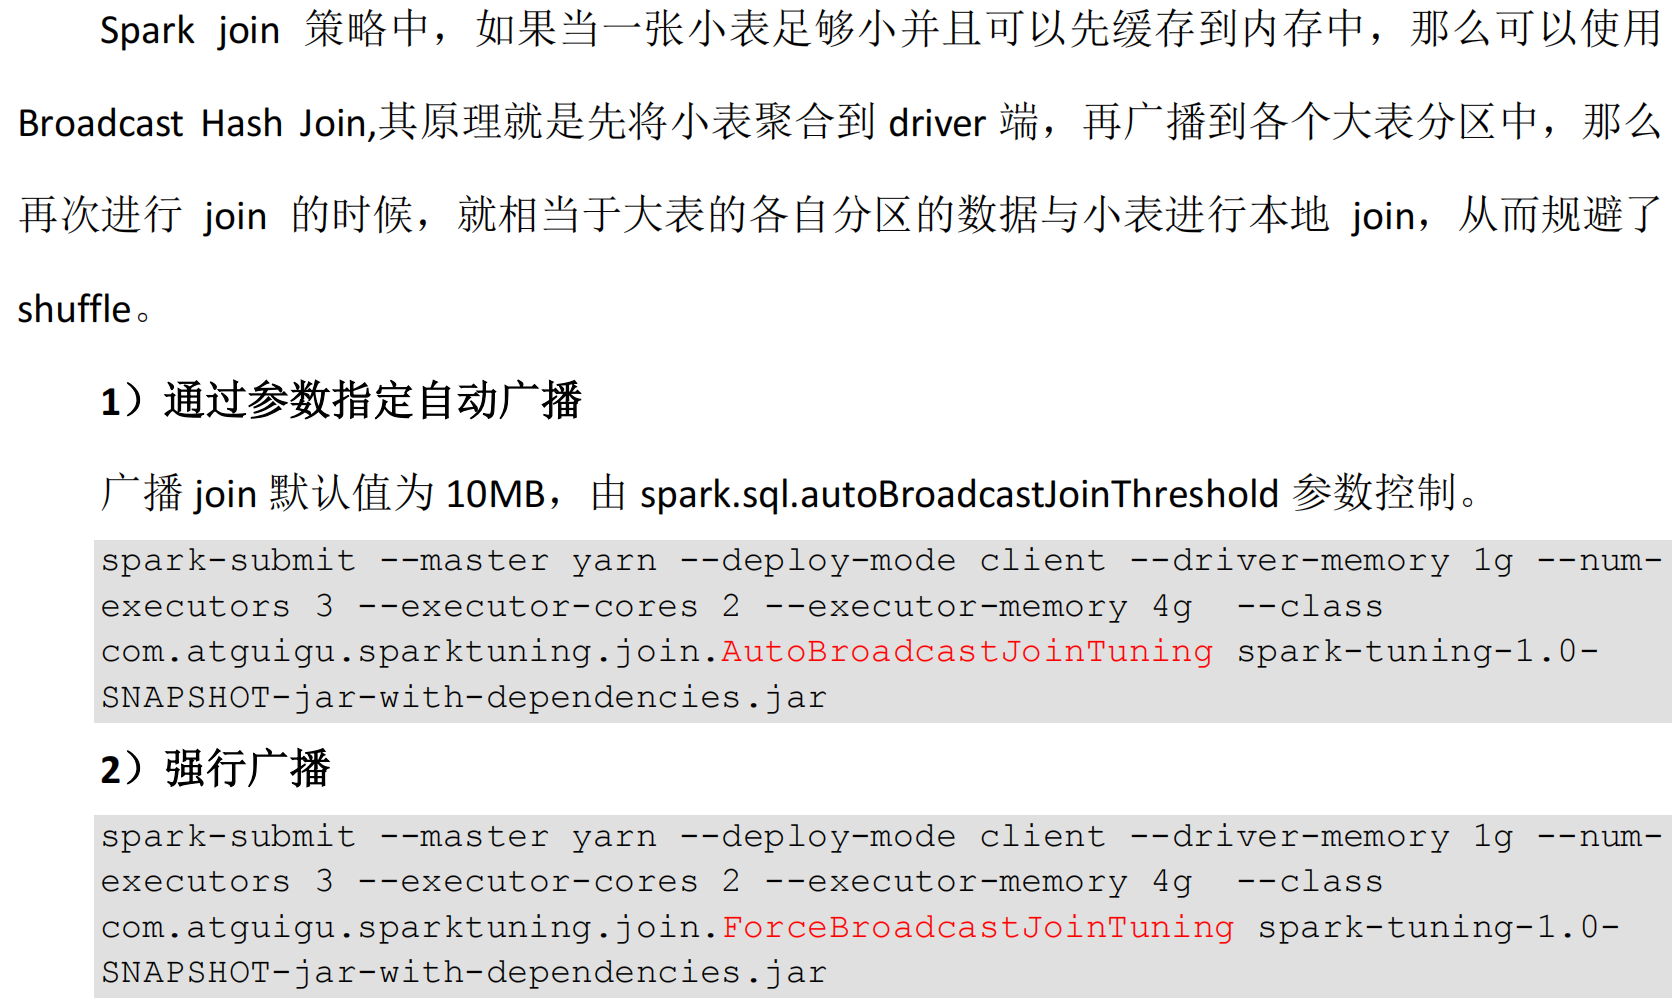 Spark join 策略中，如果当一张小表足够小并且可以先缓存到内存中，那么可以使用
Broadcast Hash Join,其原理就是先将小表聚合到 driver 端，再广播到各个大表分区中，那么
再次进行 join 的时候，就相当于大表的各自分区的数据与小表进行本地 join，从而规避了
shuffle。
1）通过参数指定自动广播
广播 join 默认值为 10MB，由 spark.sql.autoBroadcastJoinThreshold 参数控制。
spark-submit --master yarn --deploy-mode client --driver-memory 1g --num-
executors 3 --executor-cores 2 --executor-memory 4g  --class
com.atguigu.sparktuning.join.AutoBroadcastJoinTuning spark-tuning-1.0-
SNAPSHOT-jar-with-dependencies.jar
2）强行广播
spark-submit --master yarn --deploy-mode client --driver-memory 1g --num-
executors 3 --executor-cores 2 --executor-memory 4g  --class
com.atguigu.sparktuning.join.ForceBroadcastJoinTuning spark-tuning-1.0-
SNAPSHOT-jar-with-dependencies.jar